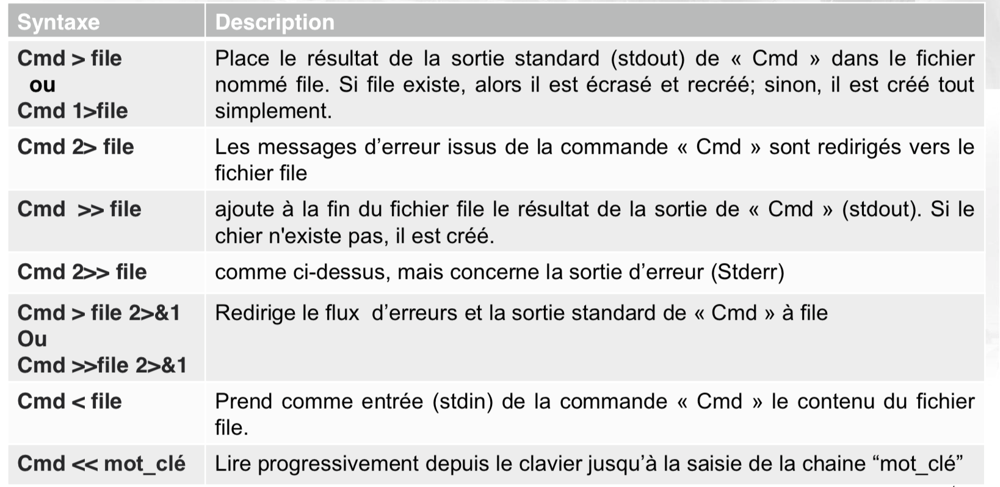 Syntaxe
Description
Cmd > file
ou
Cmd 1>file
Place le résultat de la sortie standard (stdout) de « Cmd » dans le fichier
nommé file. Si file existe, alors il est écrasé et recréé; sinon, il est créé tout
simplement.
Cmd 2> file
Les messages d’erreur issus de la commande « Cmd » sont redirigés vers le
fichier file
Cmd >> file
ajoute à la fin du fichier file le résultat de la sortie de « Cmd » (stdout). Si le
chier n'existe pas, il est créé.
Cmd 2>> file
comme ci-dessus, mais concerne la sortie d’erreur (Stderr)
Cmd > file 2>&1
Ou
Cmd >>file 2>&1
Redirige le flux d’erreurs et la sortie standard de « Cmd » à file
Cmd < file
Prend comme entrée (stdin) de la commande « Cmd » le contenu du fichier
file.
Cmd << mot_clé
Lire progressivement depuis le clavier jusqu’à la saisie de la chaine “mot_clé”